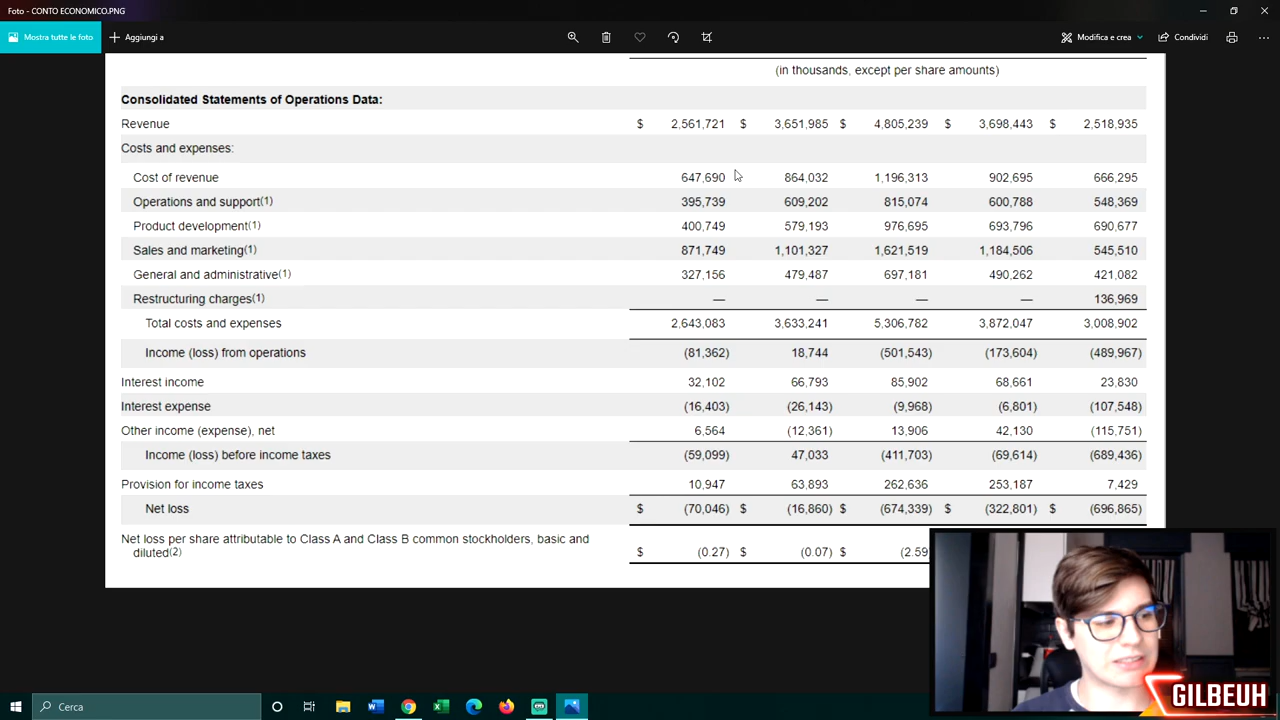 Foto - CONTO ECONOMICO.PNG
Mostra tutte le foto Aggiungi a Modifica e crea Condividi
(in thousands, except per share amounts)
Consolidated Statements of Operations Data:
Revenue $ 2,561,721 $ 3,651,985 $ 4,805,239 $ 3,698,443 $ 2,518,935
Costs and expenses:
Cost of revenue 647,690 864,032 1,196,313 902,695 666,295
Operations and support(1) 395,739 609,202 815,074 600,788 548,369
Product development(1) 400,749 579,193 976,695 693,796 690,677
Sales and marketing(1) 871,749 1,101,327 1,621,519 1,184,506 545,510
General and administrative(1) 327,156 479,487 697,181 490,262 421,082
Restructuring charges(1) — — — — 136,969
Total costs and expenses 2,643,083 3,633,241 5,306,782 3,872,047 3,008,902
Income (loss) from operations (81,362) 18,744 (501,543) (173,604) (489,967)
Interest income 32,102 66,793 85,902 68,661 23,830
Interest expense (16,403) (26,143) (9,968) (6,801) (107,548)
Other income (expense), net 6,564 (12,361) 13,906 42,130 (115,751)
Income (loss) before income taxes (59,099) 47,033 (411,703) (69,614) (689,436)
Provision for income taxes 10,947 63,893 262,636 253,187 7,429
Net loss $ (70,046) $ (16,860) $ (674,339) $ (322,801) $ (696,865)
Net loss per share attributable to Class A and Class B common stockholders, basic and
diluted(2) $ (0.27) $ (0.07) $ (2.59
GILBEUH
Cerca